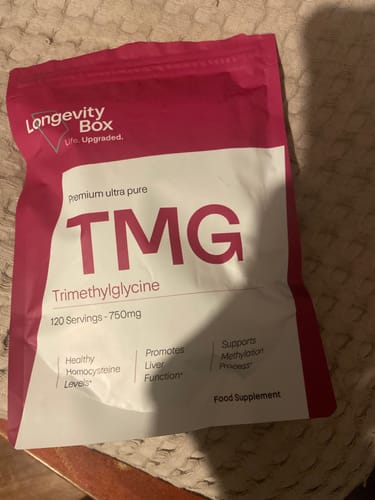 Longevity
Box
Life. Upgraded.
Premium ultra pure
TMG
Trimethylglycine
120 Servings - 750mg
Healthy
Homocysteine
Levels*
Promotes
Liver
Function*
Supports
Methylation
Process*
Food Supplement